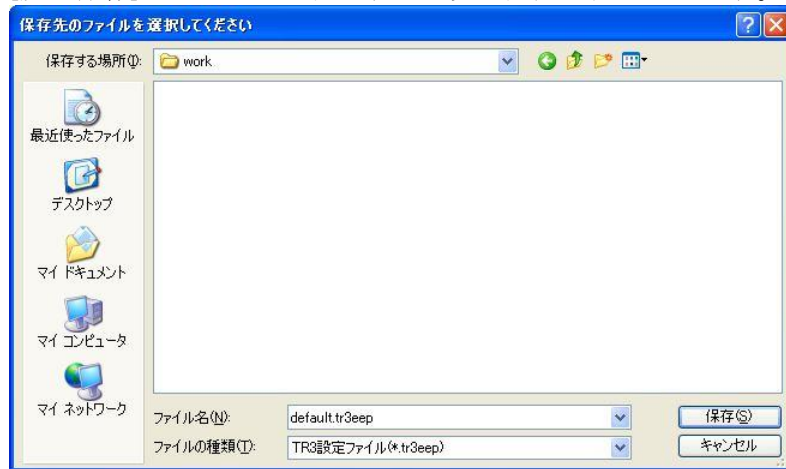 保存先のファイルを選択してください
保存する場所(I):
work
最近使ったファイル
デスクトップ
マイ ドキュメント
マイ コンピュータ
マイ ネットワーク
ファイル名(N):
default.tr3eep
保存(S)
ファイルの種類(T):
TR3設定ファイル(*.tr3eep)
キャンセル